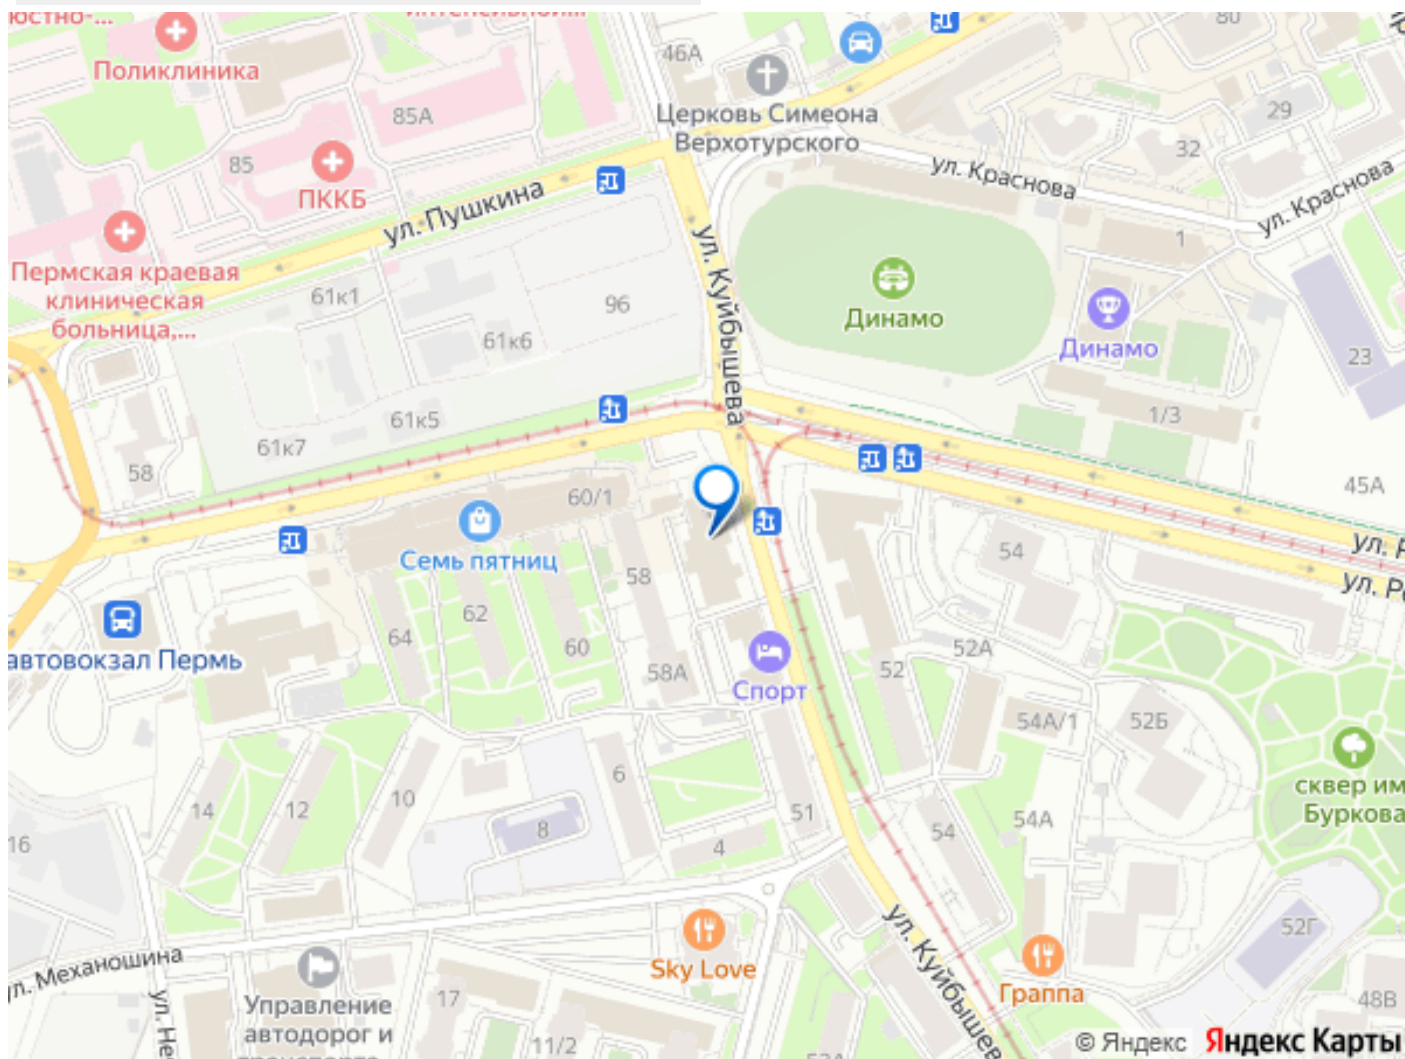 46А
80
Поликлиника
85А
Церковь Симеона
Верхотурского
29
32
85
ПККБ
ул. Краснова
ул. Краснова
ул. Пушкина
1
Пермская краевая
клиническая
больница,...
61к1
96
ул. Куйбышева
Динамо
Динамо
61к6
23
61к5
61к7
1/3
58
45А
60/1
Семь пятниц
58
54
62
64
60
52А
автовокзал Пермь
58А
52
Спорт
54А/1
52Б
6
14
12
10
8
51
54
54А
сквер им
Буркова
16
4
ул. Куйбышева
52Г
Sky Love
Граппа
ул. Механошина
Управление
автодорог и
17
11/2
48В
© Яндекс
Яндекс Карты